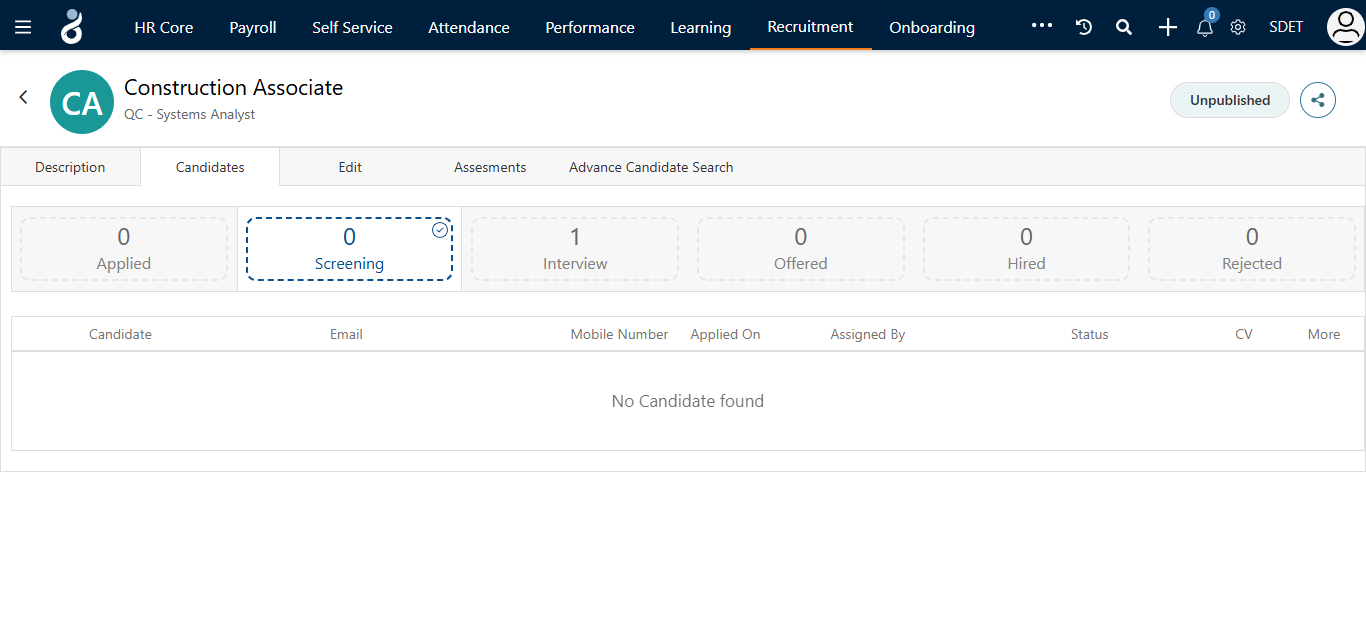 HR Core Payroll Self Service Attendance Performance Learning Recruitment Onboarding ... 0 SDET
CA
Construction Associate
QC - Systems Analyst
Unpublished
Description Candidates Edit Assesments Advance Candidate Search
0 0 1 0 0 0
Applied Screening Interview Offered Hired Rejected
Candidate Email Mobile Number Applied On Assigned By Status CV More
No Candidate found